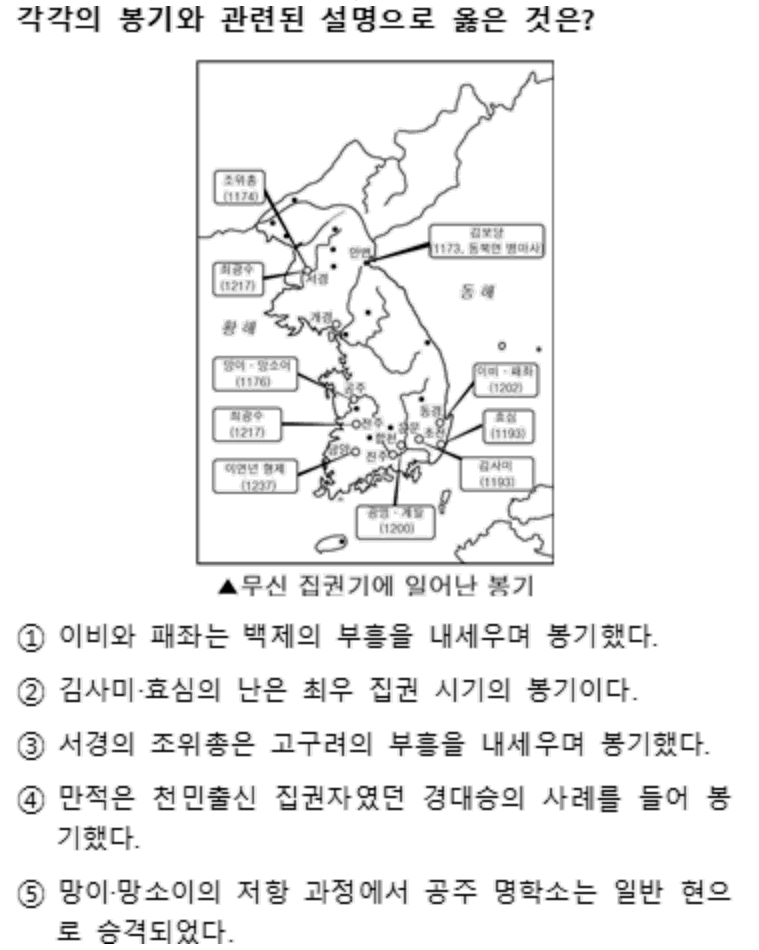 각각의 봉기와 관련된 설명으로 옳은 것은?
조위총
(1174)
김보당
(1173, 동북면 병마사)
안변
최광수
(1217)
서경
동해
개경
황해
망이·망소이
(1176)
이비·패좌
(1202)
공주
동경
최광수
(1217)
전주
효심
(1193)
합천
운문
초전
담양
진주
이연년 형제
(1237)
김사미
(1193)
광명·계발
(1200)
▲무신 집권기에 일어난 봉기
① 이비와 패좌는 백제의 부흥을 내세우며 봉기했다.
② 김사미·효심의 난은 최우 집권 시기의 봉기이다.
③ 서경의 조위총은 고구려의 부흥을 내세우며 봉기했다.
④ 만적은 천민출신 집권자였던 경대승의 사례를 들어 봉
기했다.
⑤ 망이·망소이의 저항 과정에서 공주 명학소는 일반 현으
로 승격되었다.